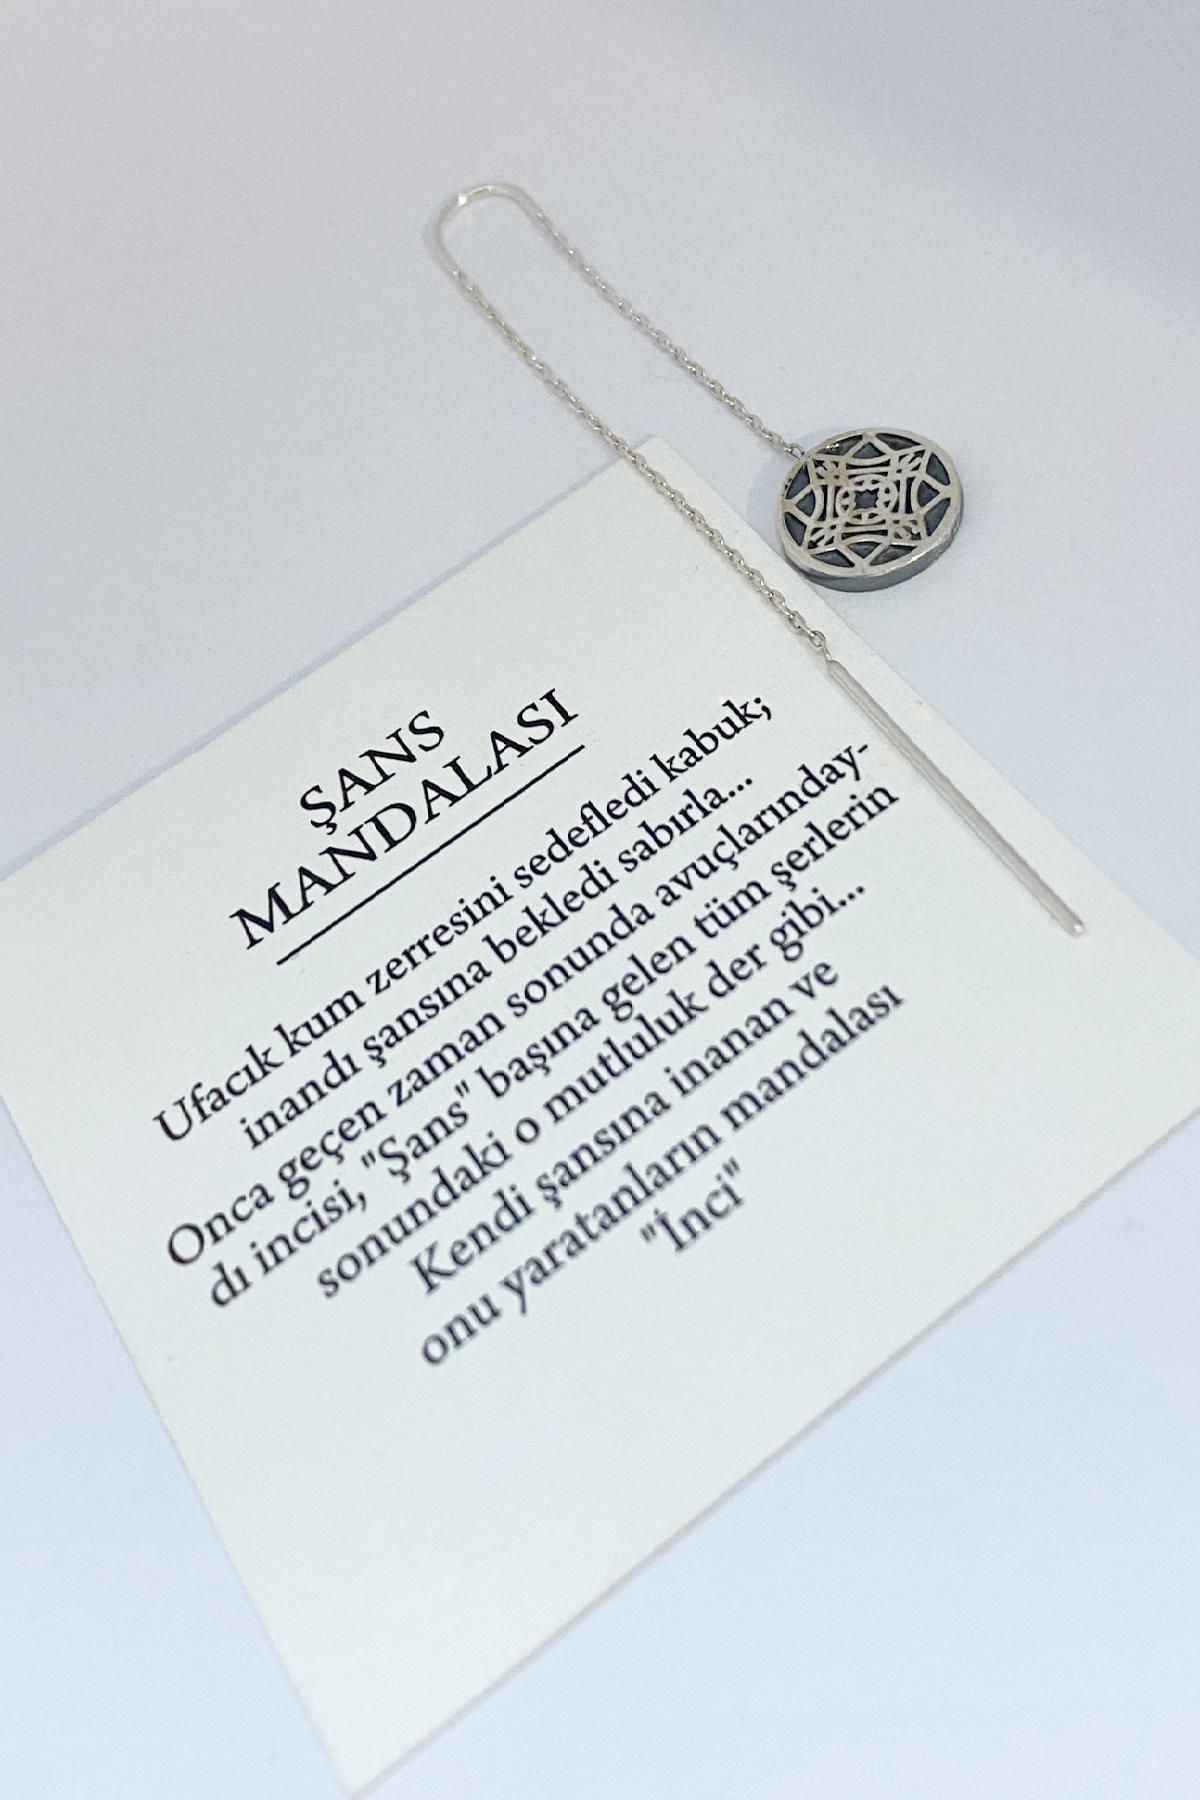 ŞANS
MANDALASI
Ufacık kum zerresini sedefledi kabuk;
inandı şansına bekledi sabırla...
Onca geçen zaman sonunda avuçlarınday-
dı incisi, "Şans" başına gelen tüm şerlerin
sonundaki o mutluluk der gibi...
Kendi şansına inanan ve
onu yaratanların mandalası
"İnci"